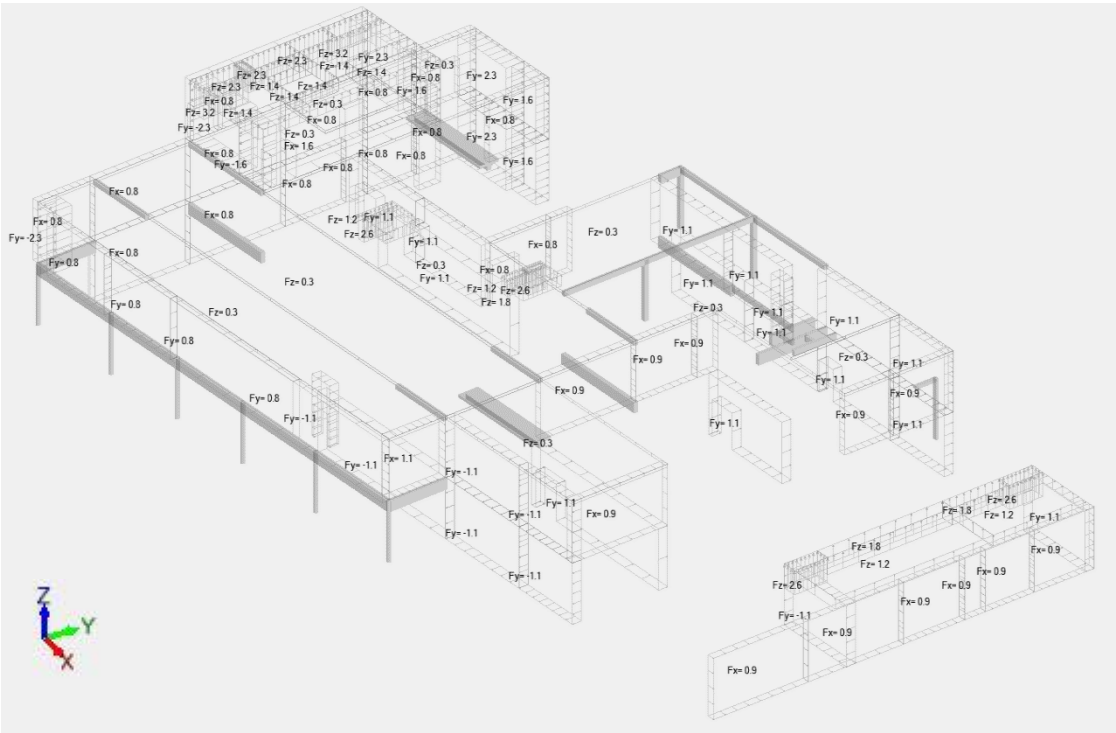 Fz= 3.2
Fz= 2.3
Fy= 2.3
Fz= 1.4
Fz= 1.4
Fz= 0.3
Fz= 2.3
Fx= 0.8
Fy= 2.3
Fz= 2.3
Fz= 1.4
Fz= 1.4
Fy= 1.6
Fx= 0.8
Fz= 1.4
Fx= 0.8
Fy= 1.6
Fz= 0.3
Fz= 3.2
Fz= 1.4
Fx= 0.8
Fx= 0.8
Fy= -2.3
Fz= 0.3
Fx= 0.8
Fy= 2.3
Fx= 1.6
Fx= 0.8
Fx= 0.8
Fx= 0.8
Fy= 1.6
Fy= -1.6
Fx= 0.8
Fx= 0.8
Fx= 0.8
Fx= 0.8
Fx= 0.8
Fz= 1.2
Fy= 1.1
Fx= 0.8
Fy= -2.3
Fz= 2.6
Fz= 0.3
Fy= 1.1
Fy= 1.1
Fx= 0.8
Fx= 0.8
Fy= 0.8
Fz= 0.3
Fx= 0.8
Fy= 1.1
Fy= 1.1
Fz= 0.3
Fy= 1.1
Fz= 1.2
Fz= 2.6
Fy= 1.1
Fy= 0.8
Fz= 1.8
Fz= 0.3
Fz= 0.3
Fy= 1.1
Fy= 1.1
Fy= 1.1
Fy= 0.8
Fx= 0.9
Fz= 0.3
Fy= 1.1
Fy= 1.1
Fx= 0.9
Fx= 0.9
Fy= 0.8
Fx= 0.9
Fy= -1.1
Fy= 1.1
Fy= 1.1
Fz= 0.3
Fx= 1.1
Fy= -1.1
Fy= -1.1
Fy= 1.1
Fx= 0.9
Fy= -1.1
Fy= -1.1
Fy= -1.1
Fz= 2.6
Fz= 1.8
Fz= 1.2
Fy= 1.1
Fz= 1.8
Fx= 0.9
Fz= 1.2
Fx= 0.9
Fz= 2.6
Fx= 0.9
Fx= 0.9
Fy= -1.1
Fx= 0.9
Fx= 0.9
Z
Y
X